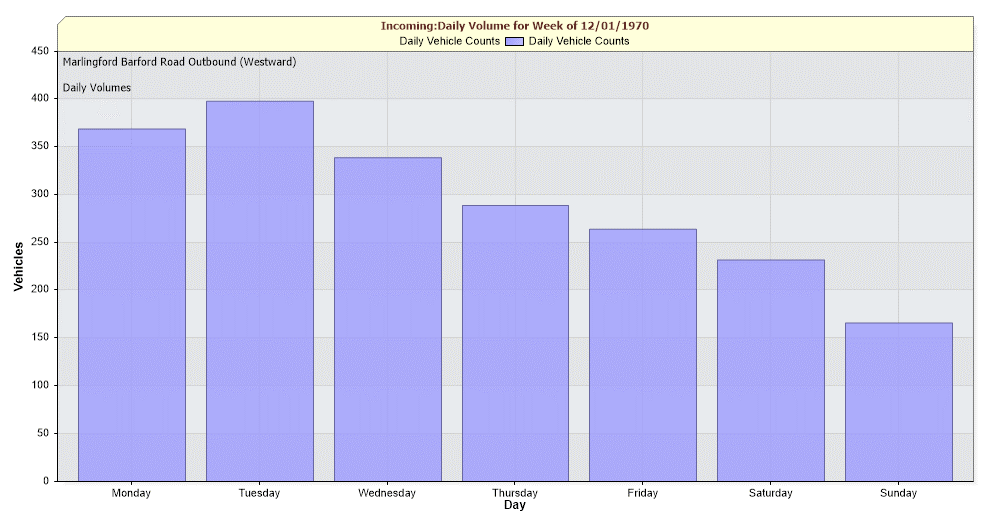 Incoming:Daily Volume for Week of 12/01/1970
Daily Vehicle Counts Daily Vehicle Counts
Marlingford Barford Road Outbound (Westward)
Daily Volumes
450
400
350
300
250
200
150
100
50
0
Vehicles
Monday Tuesday Wednesday Thursday Friday Saturday Sunday
Day